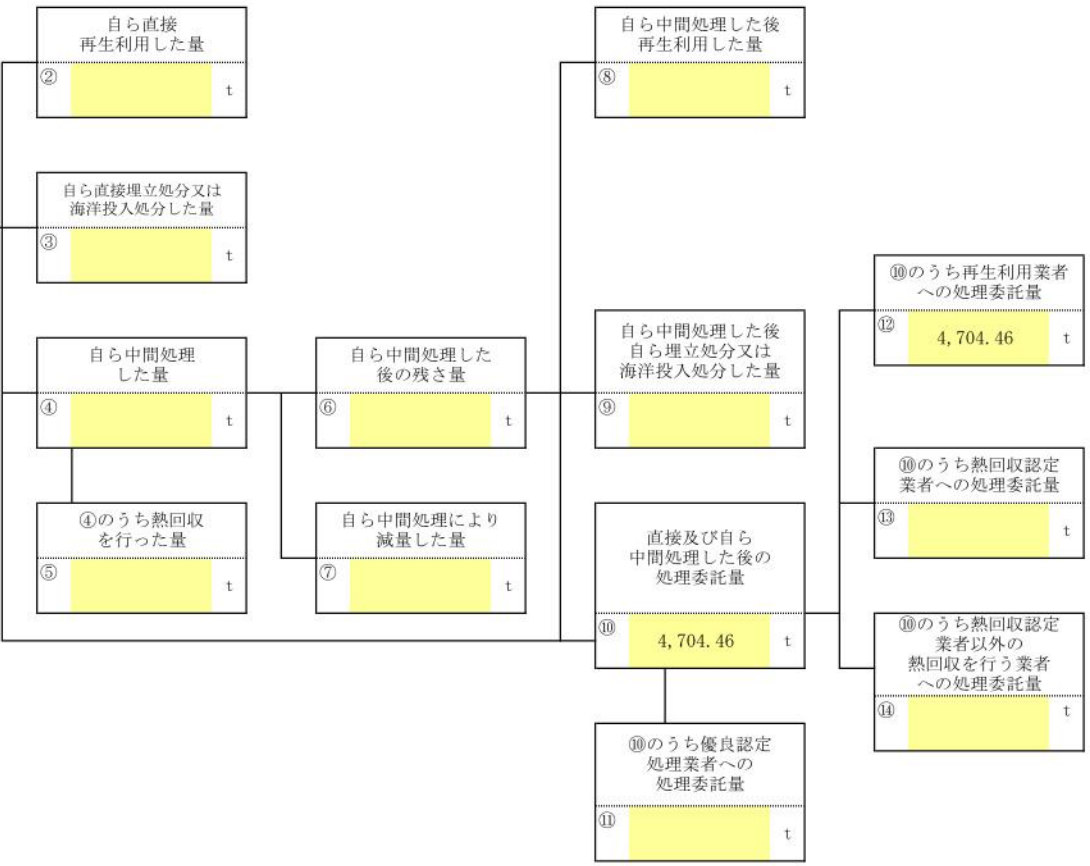 自ら直接
再生利用した量
②
t
自ら中間処理した後
再生利用した量
⑧
t
自ら直接埋立処分又は
海洋投入処分した量
③
t
⑩のうち再生利用業者
への処理委託量
⑫
4,704.46
t
自ら中間処理
した量
④
t
自ら中間処理した
後の残さ量
⑥
t
自ら中間処理した後
自ら埋立処分又は
海洋投入処分した量
⑨
t
⑩のうち熱回収認定
業者への処理委託量
⑬
t
④のうち熱回収
を行った量
⑤
t
自ら中間処理により
減量した量
⑦
t
直接及び自ら
中間処理した後の
処理委託量
⑩
4,704.46
t
⑩のうち熱回収認定
業者以外の
熱回収を行う業者
への処理委託量
⑭
t
⑩のうち優良認定
処理業者への
処理委託量
⑪
t